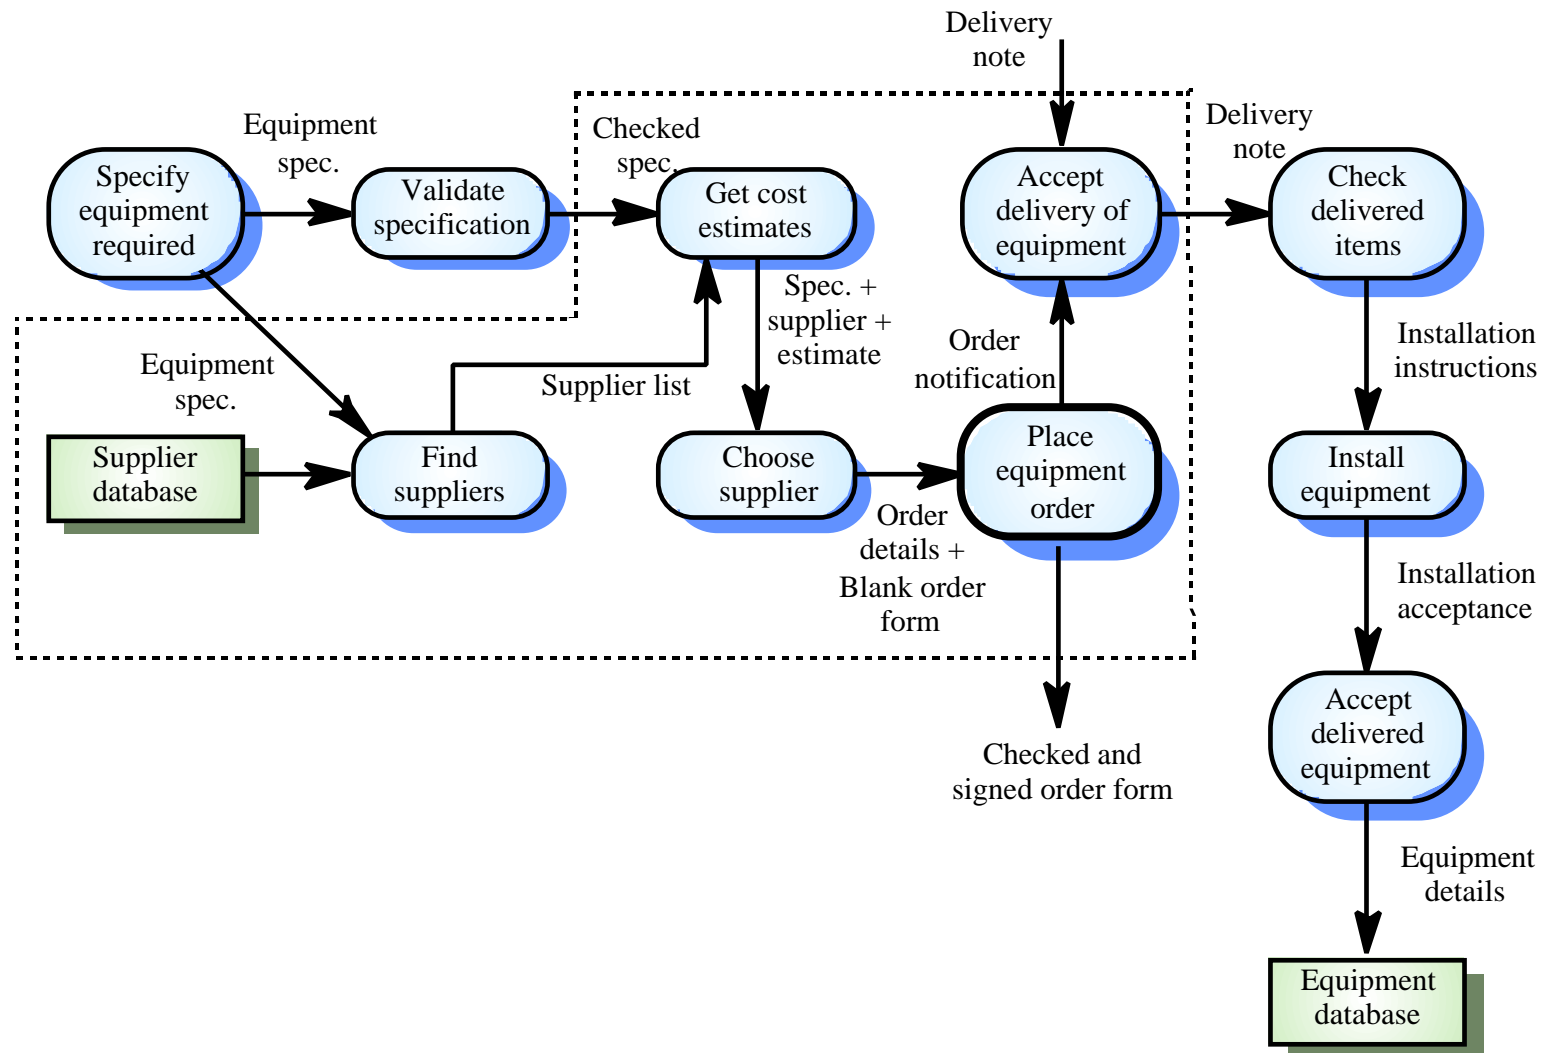 Delivery
note
Equipment
spec.
Checked
spec.
Delivery
note
Specify
equipment
required
Validate
specification
Get cost
estimates
Accept
delivery of
equipment
Check
delivered
items
Spec. +
supplier +
estimate
Equipment
spec.
Supplier list
Order
notification
Installation
instructions
Supplier
database
Find
suppliers
Choose
supplier
Place
equipment
order
Install
equipment
Order
details +
Blank order
form
Installation
acceptance
Checked and
signed order form
Accept
delivered
equipment
Equipment
details
Equipment
database